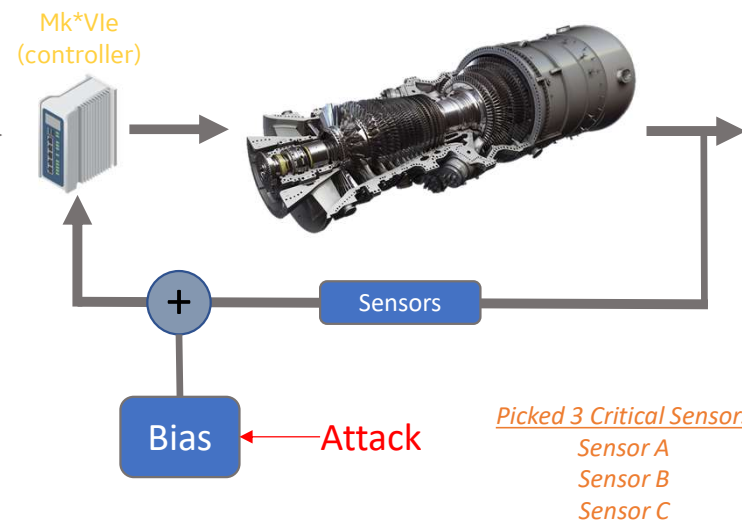 Mk*VIe
(controller)
Sensors
+
Bias
Attack
Picked 3 Critical Sensor
Sensor A
Sensor B
Sensor C